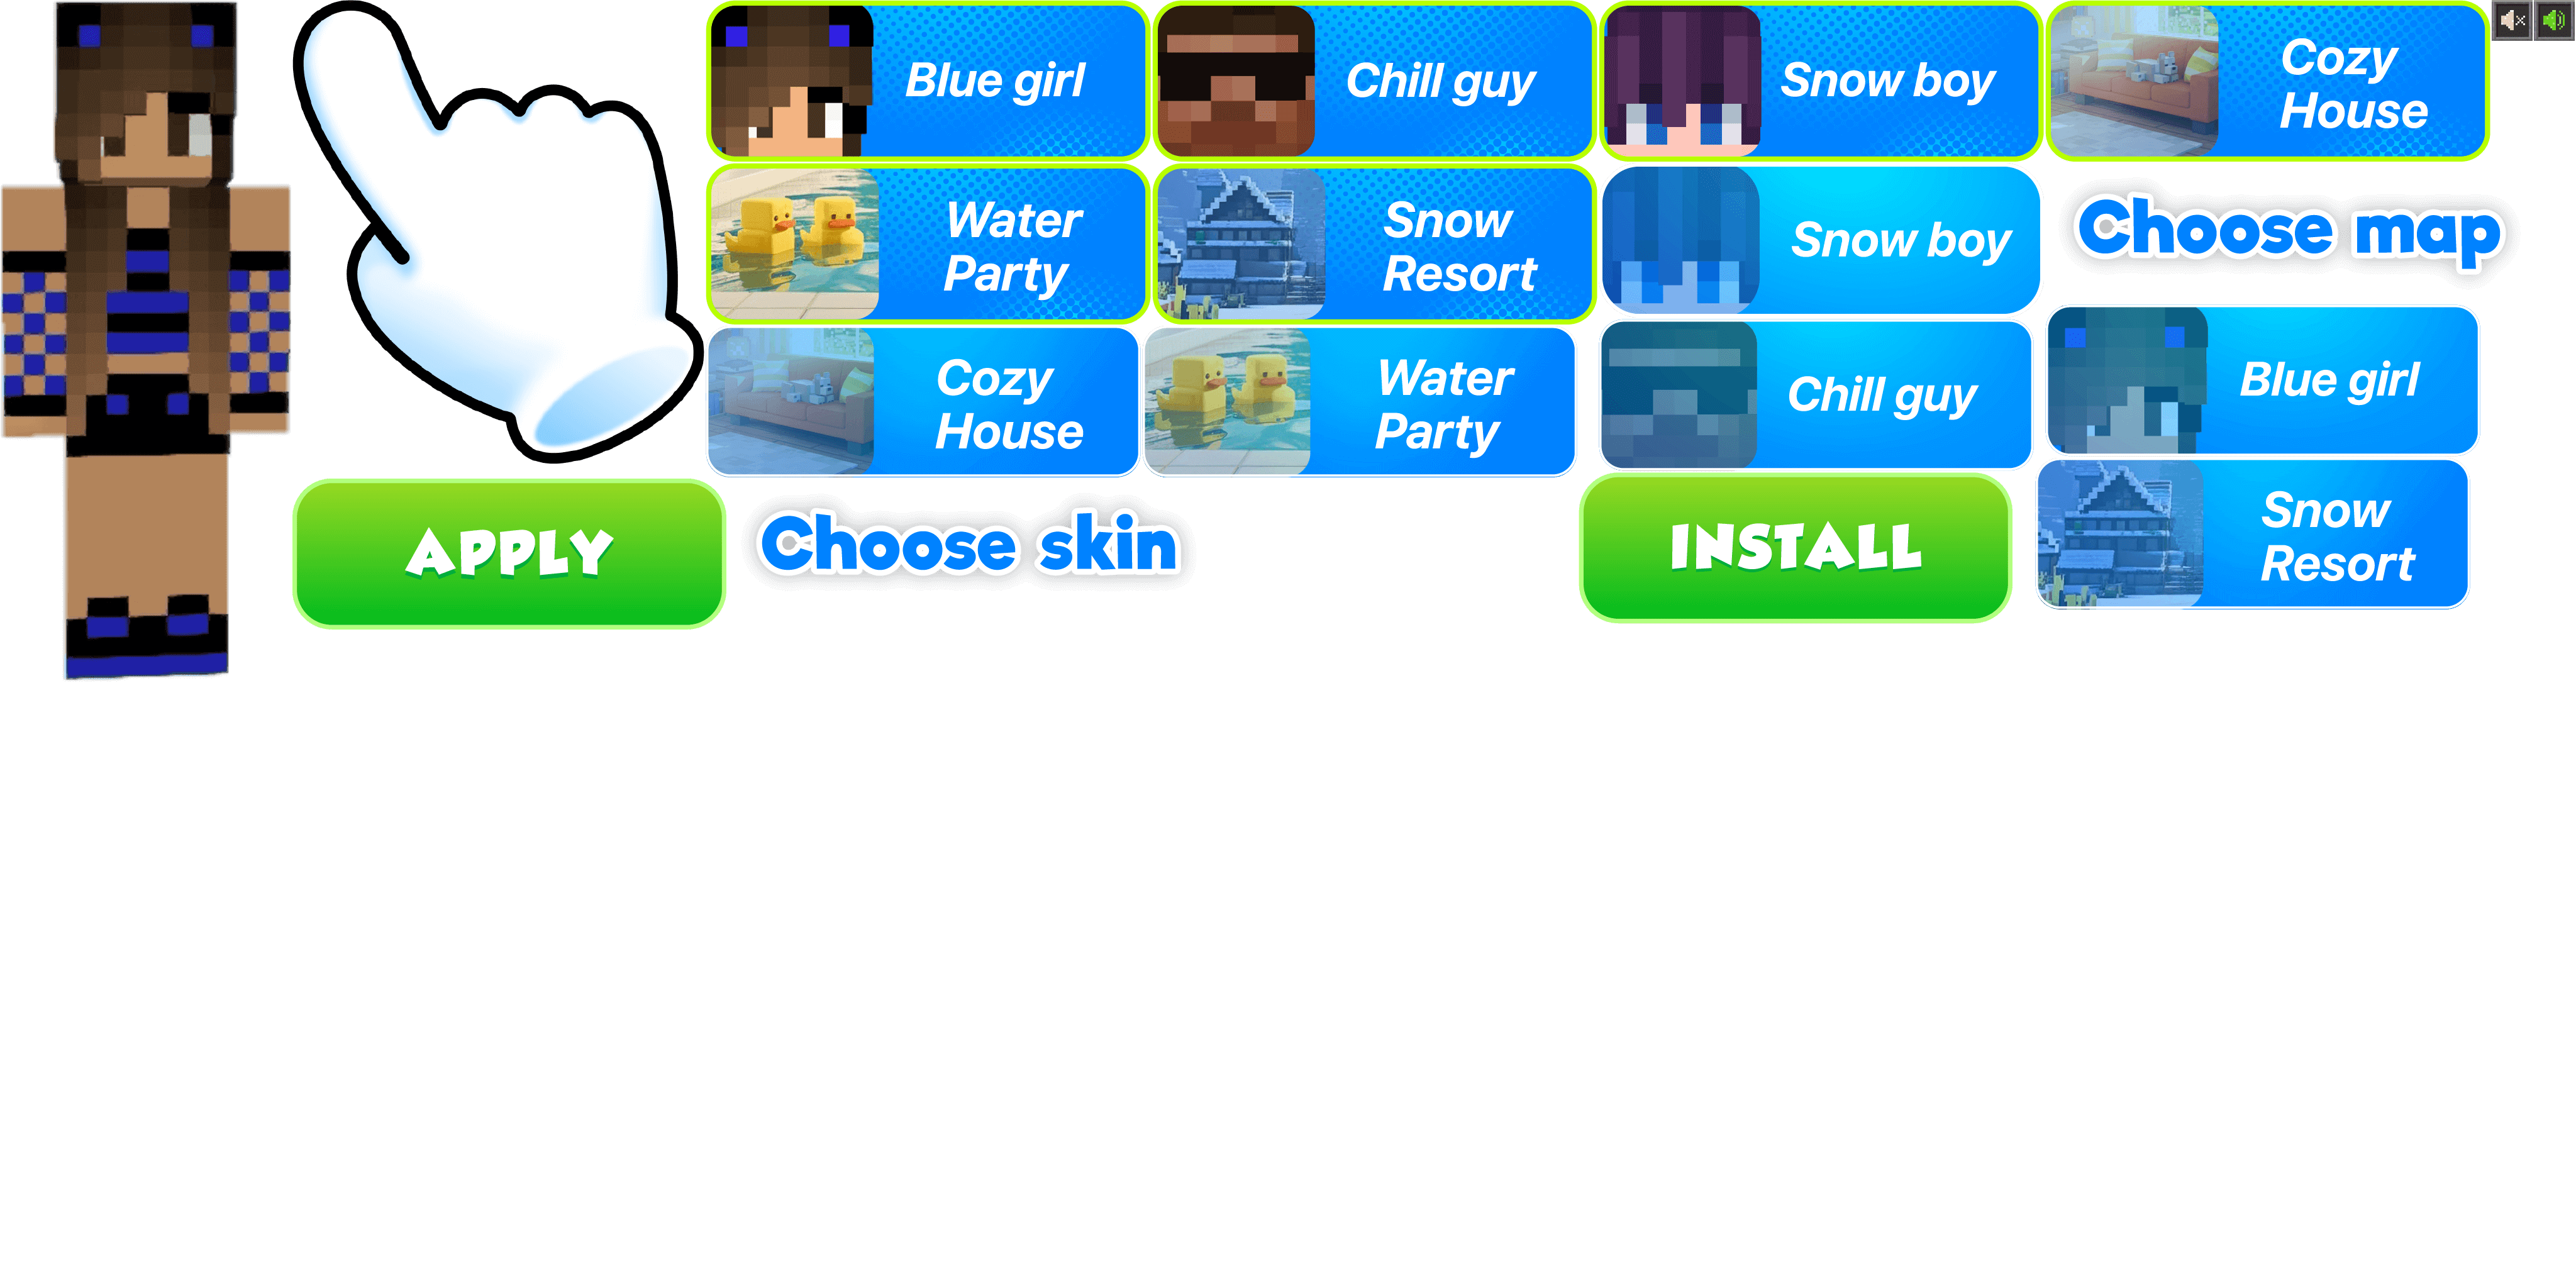 Blue girl
Chill guy
Snow boy
Cozy
House
Water
Party
Snow
Resort
Snow boy
Choose map
Cozy
House
Water
Party
Chill guy
Blue girl
APPLY
Choose skin
INSTALL
Snow
Resort